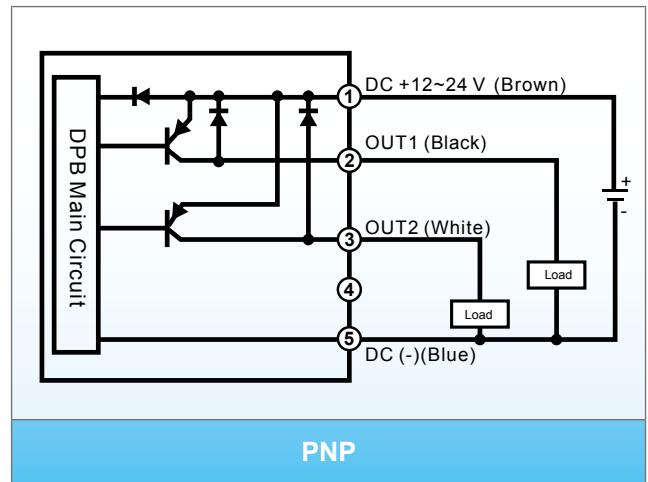 DC +12~24 V (Brown)
1
DPB Main Circuit
OUT1 (Black)
2
+
-
OUT2 (White)
3
Load
4
Load
5
DC (-)(Blue)
PNP